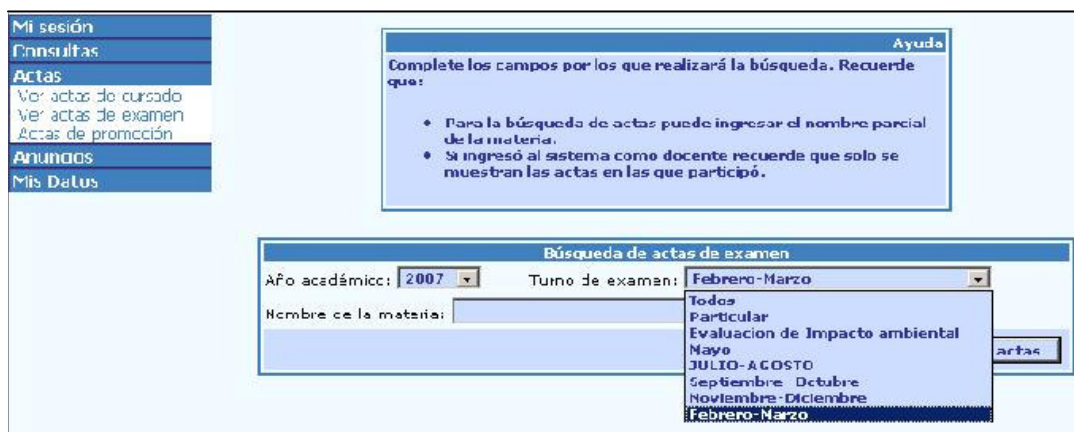 Mi sesión
Consultas
Actas
Ver actas de cursado
Ver actas de examen
Actas de promoción
Anuncios
Mis Datos
Ayuda
Complete los campos por los que realizará la búsqueda. Recuerde
que:
• Para la búsqueda de actas puede ingresar el nombre parcial
de la materia.
• Si ingresó al sistema como docente recuerde que solo se
muestran las actas en las que participó.
Búsqueda de actas de examen
Año académico: 2007 Turno de examen: Febrero-Marzo
Nombre de la materia:
Todos
Particular
Evaluacion de Impacto ambiental
Mayo
JULIO-AGOSTO
Septiembre-Octubre
Noviembre-Diciembre
Febrero-Marzo
actas